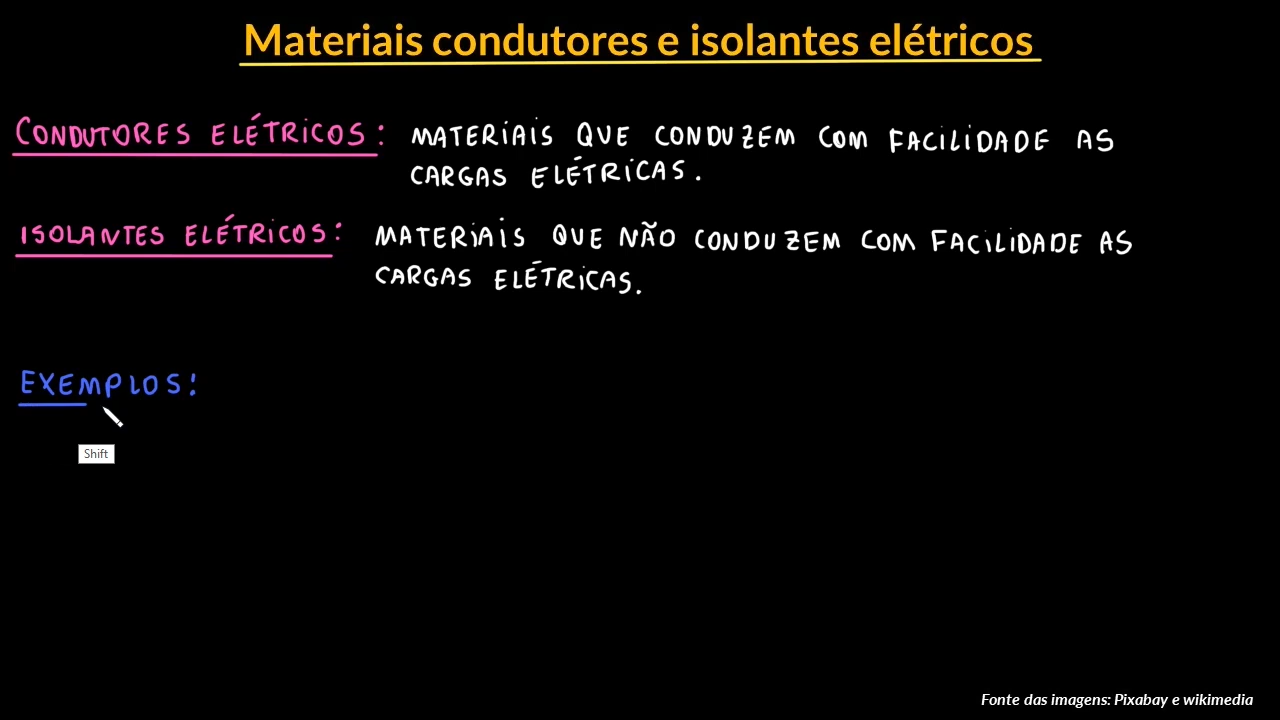 Materiais condutores e isolantes elétricos
CONDUTORES ELÉTRICOS: MATERIAIS QUE CONDUZEM COM FACILIDADE AS
CARGAS ELÉTRICAS.
ISOLANTES ELÉTRICOS: MATERIAIS QUE NÃO CONDUZEM COM FACILIDADE AS
CARGAS ELÉTRICAS.
EXEMPLOS:
Shift
Fonte das imagens: Pixabay e wikimedia